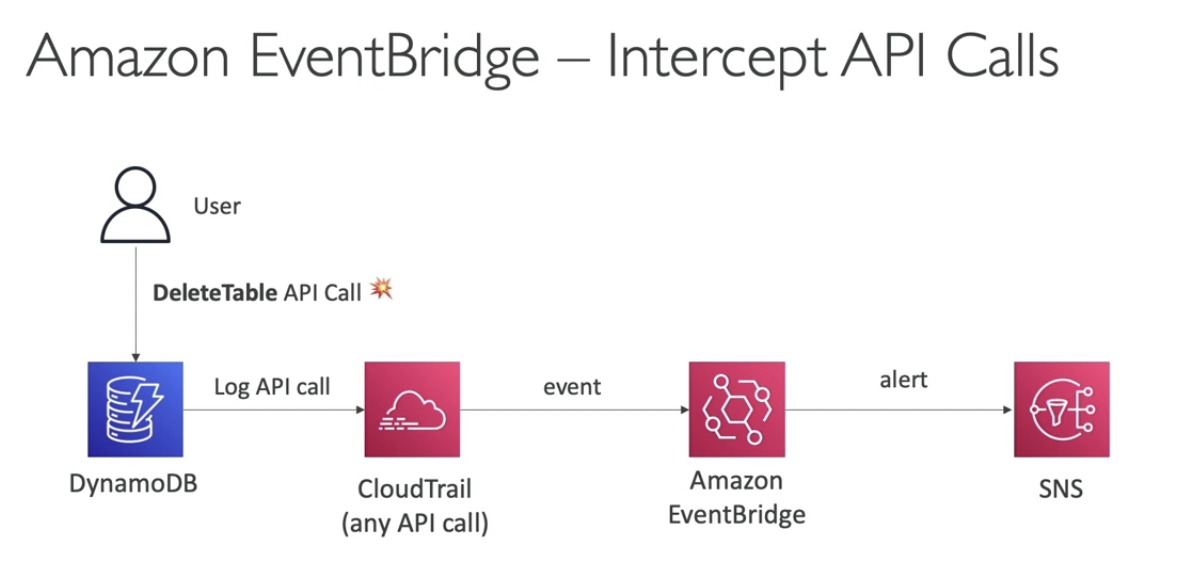 Amazon EventBridge – Intercept API Calls
User
DeleteTable API Call 💥
Log API call
event
alert
DynamoDB
CloudTrail
(any API call)
Amazon
EventBridge
SNS